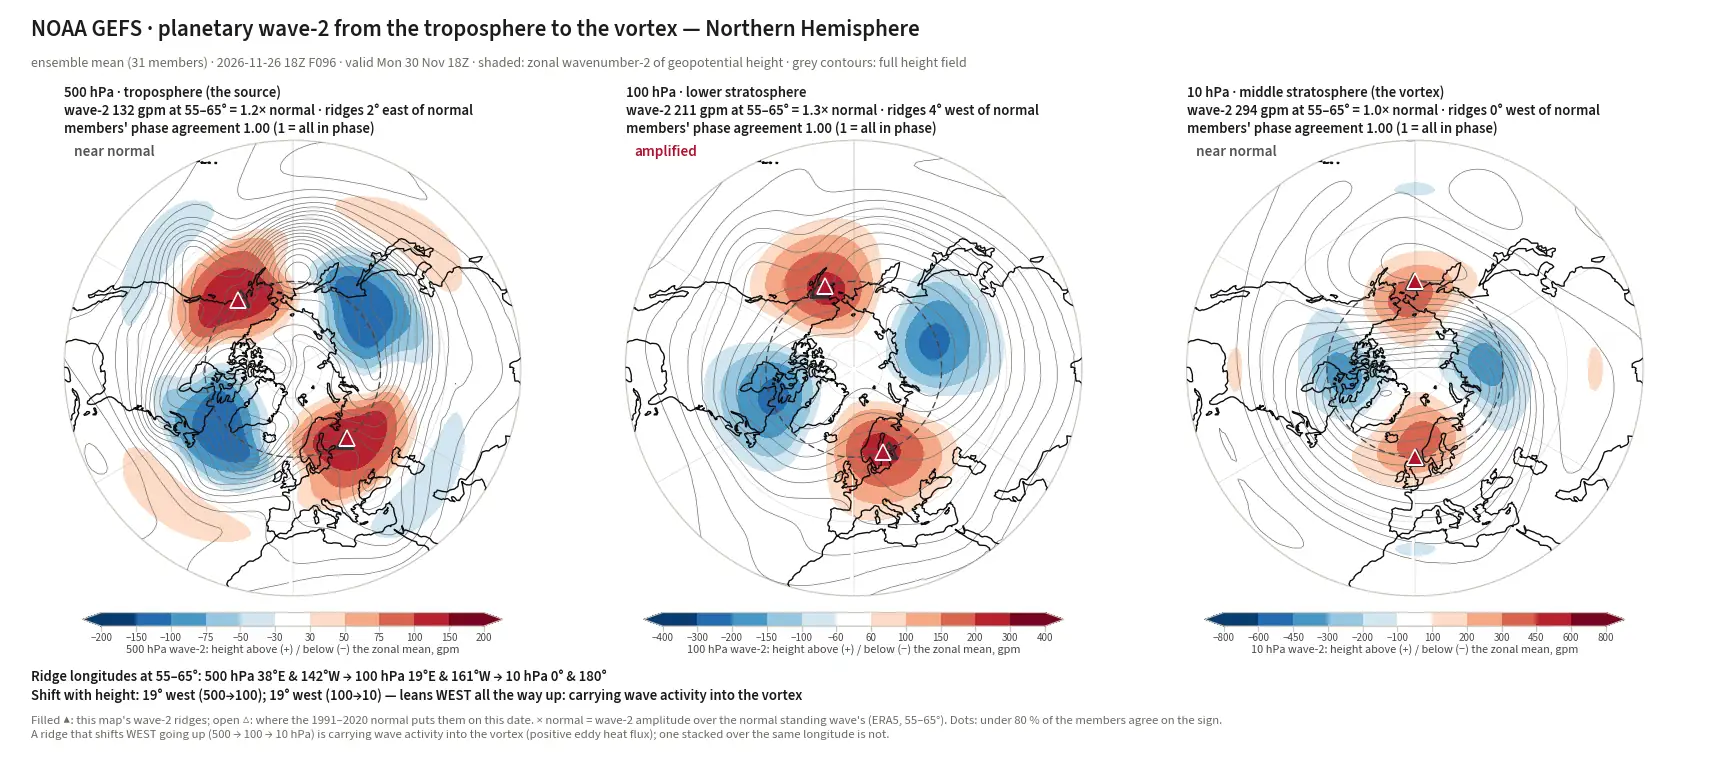 NOAA GEFS · planetary wave-2 from the troposphere to the vortex — Northern Hemisphere
ensemble mean (31 members) · 2026-11-26 18Z F096 · valid Mon 30 Nov 18Z · shaded: zonal wavenumber-2 of geopotential height · grey contours: full height field
500 hPa · troposphere (the source)
wave-2 132 gpm at 55–65° = 1.2× normal · ridges 2° east of normal
members' phase agreement 1.00 (1 = all in phase)
near normal
100 hPa · lower stratosphere
wave-2 211 gpm at 55–65° = 1.3× normal · ridges 4° west of normal
members' phase agreement 1.00 (1 = all in phase)
amplified
10 hPa · middle stratosphere (the vortex)
wave-2 294 gpm at 55–65° = 1.0× normal · ridges 0° west of normal
members' phase agreement 1.00 (1 = all in phase)
near normal
−200 −150 −100 −75 −50 −30 30 50 75 100 150 200
500 hPa wave-2: height above (+) / below (−) the zonal mean, gpm
−400 −300 −200 −150 −100 −60 60 100 150 200 300 400
100 hPa wave-2: height above (+) / below (−) the zonal mean, gpm
−800 −600 −450 −300 −200 −100 100 200 300 450 600 800
10 hPa wave-2: height above (+) / below (−) the zonal mean, gpm
Ridge longitudes at 55–65°: 500 hPa 38°E & 142°W → 100 hPa 19°E & 161°W → 10 hPa 0° & 180°
Shift with height: 19° west (500→100); 19° west (100→10) — leans WEST all the way up: carrying wave activity into the vortex
Filled ▲: this map's wave-2 ridges; open △: where the 1991–2020 normal puts them on this date. × normal = wave-2 amplitude over the normal standing wave's (ERA5, 55–65°). Dots: under 80 % of the members agree on the sign.
A ridge that shifts WEST going up (500 → 100 → 10 hPa) is carrying wave activity into the vortex (positive eddy heat flux); one stacked over the same longitude is not.